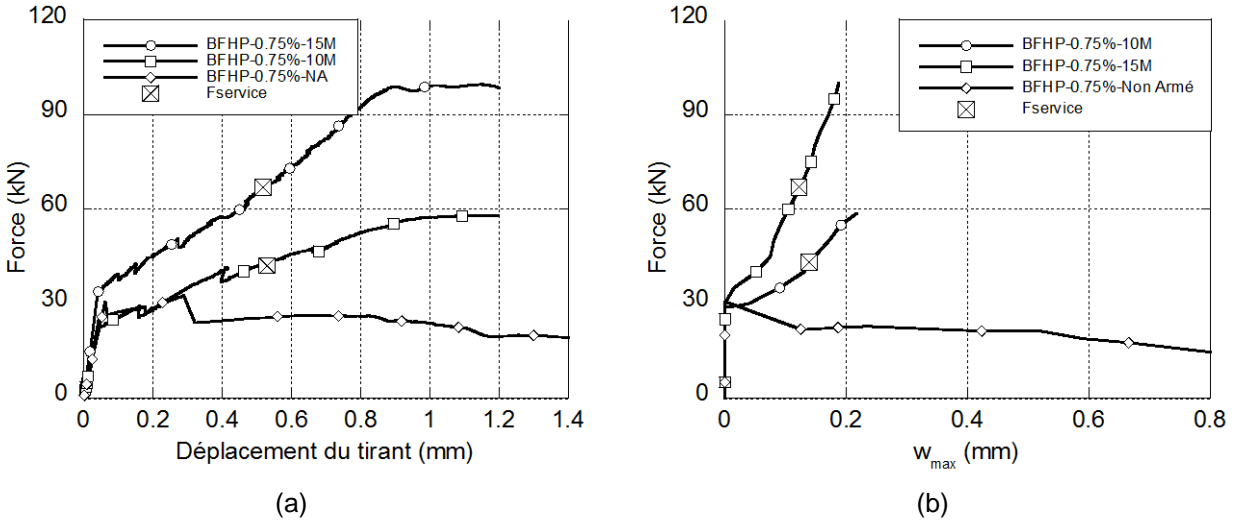 120
90
60
30
0
Force (kN)
BFHP-0.75%-15M
BFHP-0.75%-10M
BFHP-0.75%-NA
Fservice
0 0.2 0.4 0.6 0.8 1 1.2 1.4
Déplacement du tirant (mm)
(a)
120
90
60
30
0
Force (kN)
BFHP-0.75%-10M
BFHP-0.75%-15M
BFHP-0.75%-Non Armé
Fservice
0 0.2 0.4 0.6 0.8
w_max (mm)
(b)